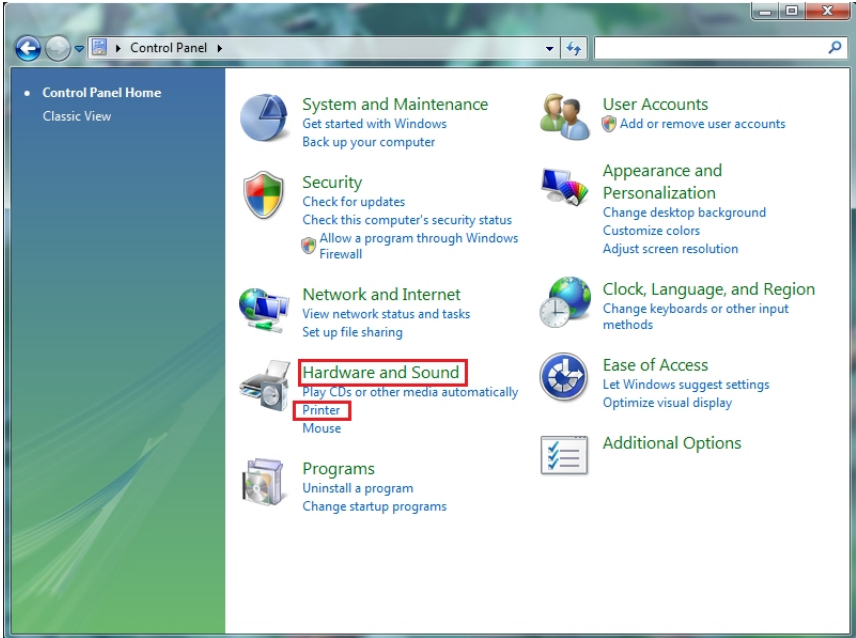 Control Panel
Control Panel Home
Classic View
System and Maintenance
Get started with Windows
Back up your computer
Security
Check for updates
Check this computer's security status
Allow a program through Windows
Firewall
Network and Internet
View network status and tasks
Set up file sharing
Hardware and Sound
Play CDs or other media automatically
Printer
Mouse
Programs
Uninstall a program
Change startup programs
User Accounts
Add or remove user accounts
Appearance and
Personalization
Change desktop background
Customize colors
Adjust screen resolution
Clock, Language, and Region
Change keyboards or other input
methods
Ease of Access
Let Windows suggest settings
Optimize visual display
Additional Options